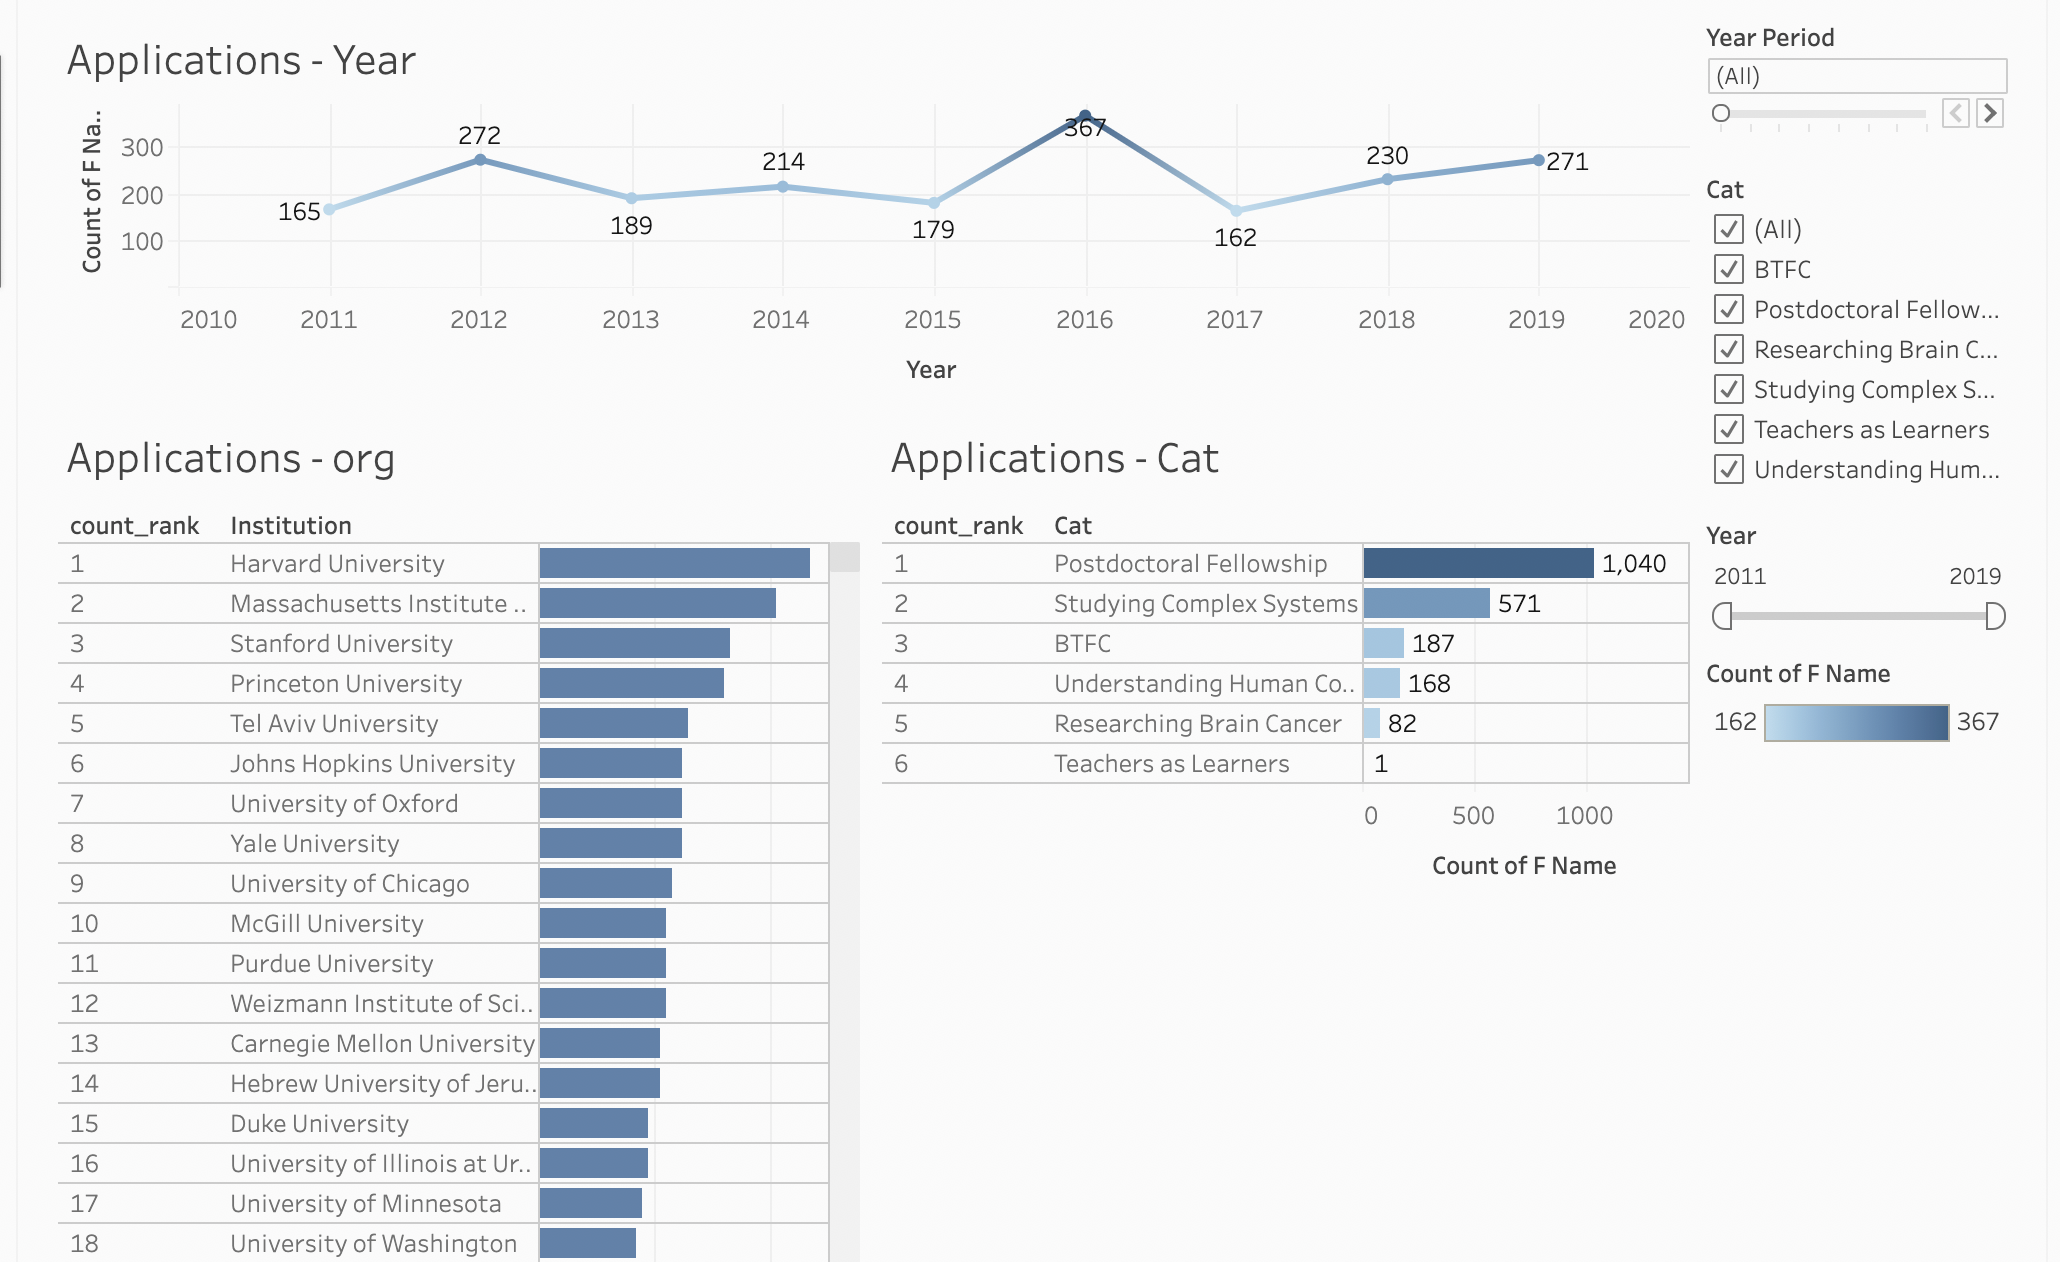 Applications - Year
Count of F Na..
300
200
100
165
272
189
214
179
367
162
230
271
2010 2011 2012 2013 2014 2015 2016 2017 2018 2019 2020
Year
Applications - org
count_rank Institution
1 Harvard University
2 Massachusetts Institute ..
3 Stanford University
4 Princeton University
5 Tel Aviv University
6 Johns Hopkins University
7 University of Oxford
8 Yale University
9 University of Chicago
10 McGill University
11 Purdue University
12 Weizmann Institute of Sci..
13 Carnegie Mellon University
14 Hebrew University of Jeru..
15 Duke University
16 University of Illinois at Ur..
17 University of Minnesota
18 University of Washington
Applications - Cat
count_rank Cat
1 Postdoctoral Fellowship 1,040
2 Studying Complex Systems 571
3 BTFC 187
4 Understanding Human Co.. 168
5 Researching Brain Cancer 82
6 Teachers as Learners 1
0 500 1000
Count of F Name
Year Period
(All)
Cat
(All)
BTFC
Postdoctoral Fellow...
Researching Brain C...
Studying Complex S...
Teachers as Learners
Understanding Hum...
Year
2011 2019
Count of F Name
162 367